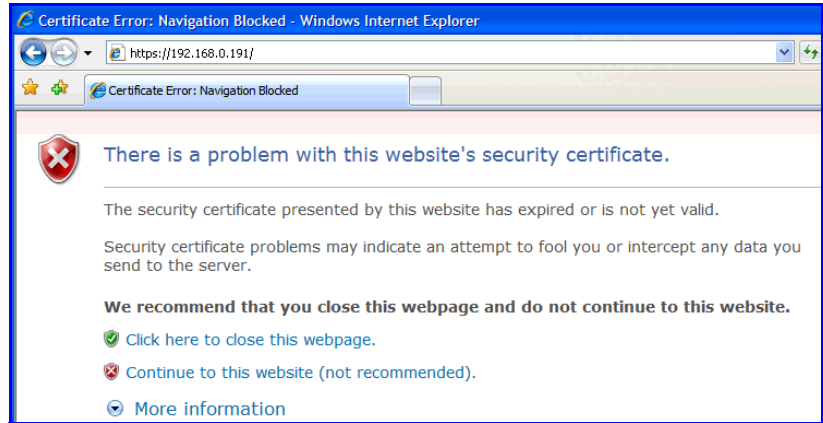 Certificate Error: Navigation Blocked - Windows Internet Explorer
https://192.168.0.191/
Certificate Error: Navigation Blocked
There is a problem with this website's security certificate.
The security certificate presented by this website has expired or is not yet valid.
Security certificate problems may indicate an attempt to fool you or intercept any data you
send to the server.
We recommend that you close this webpage and do not continue to this website.
Click here to close this webpage.
Continue to this website (not recommended).
More information